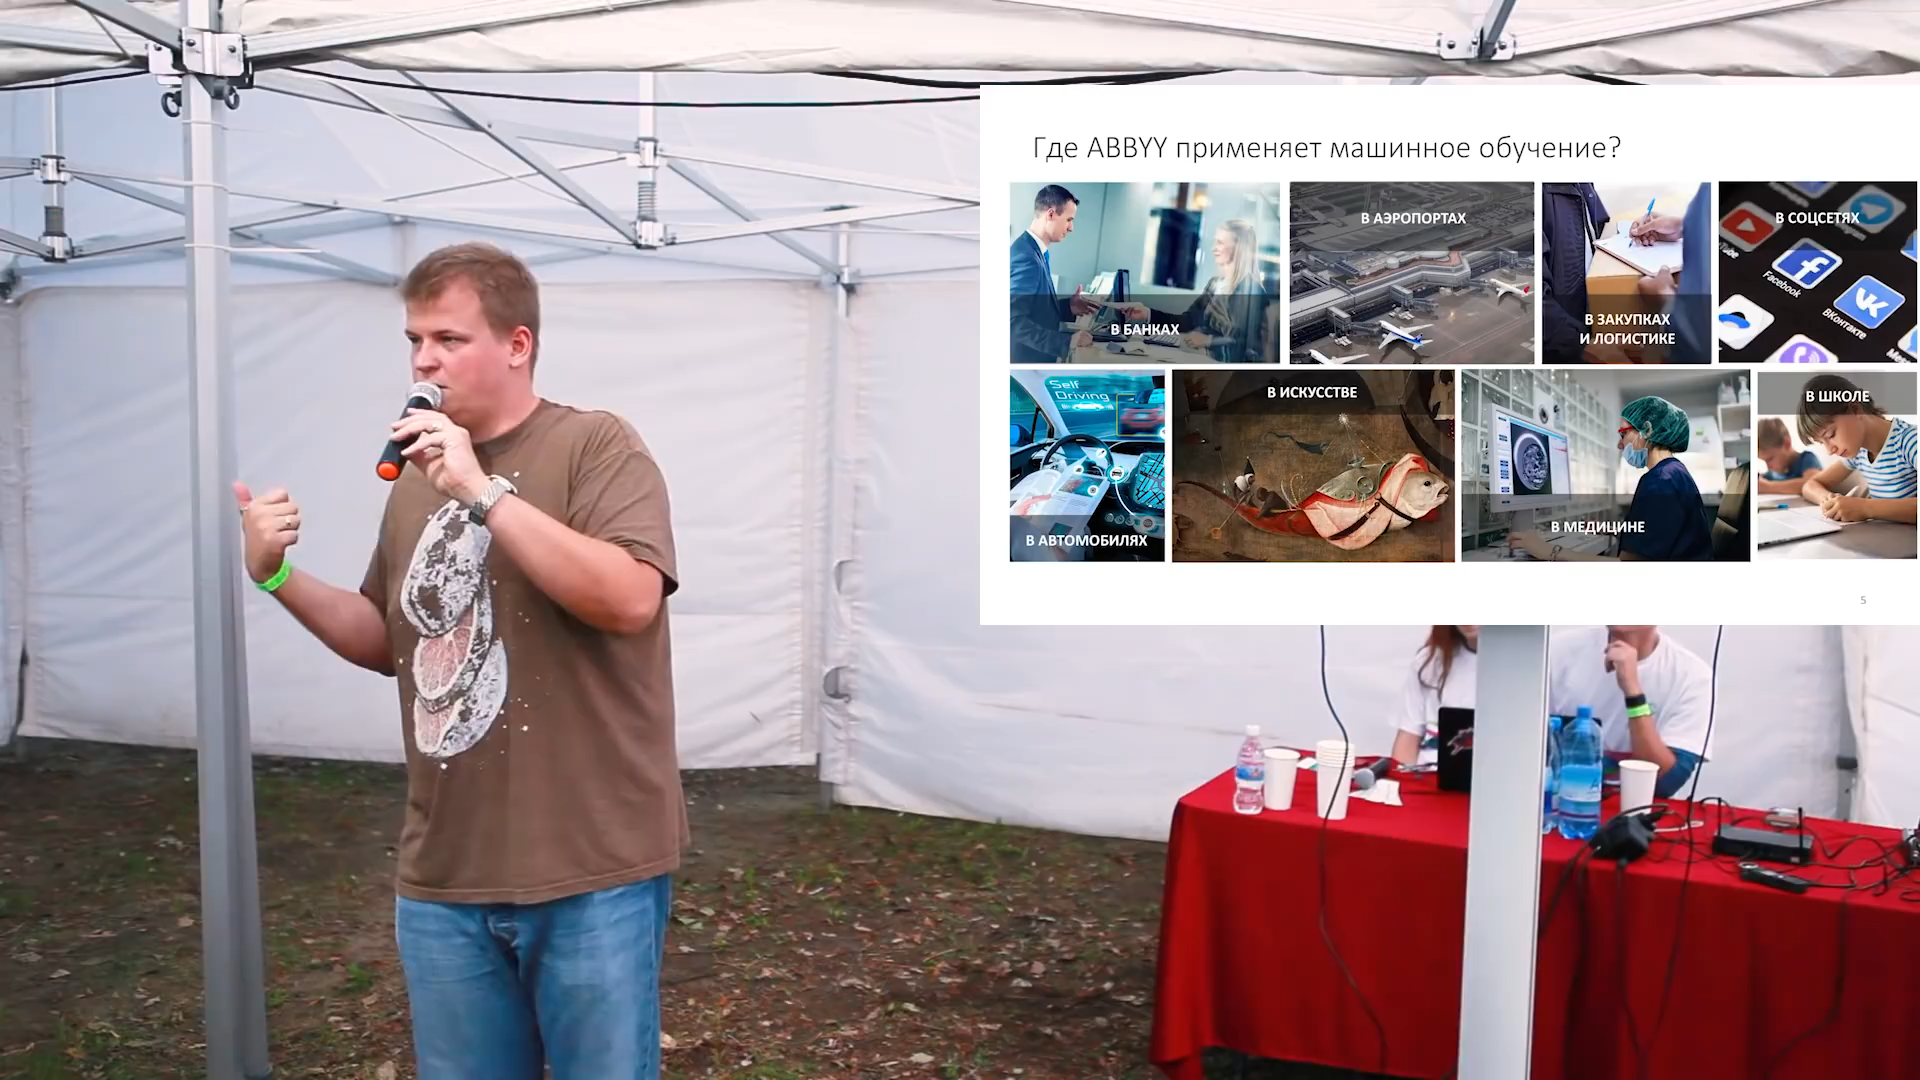 Где ABBYY применяет машинное обучение?
В БАНКАХ
В АЭРОПОРТАХ
В ЗАКУПКАХ
И ЛОГИСТИКЕ
В СОЦСЕТЯХ
Facebook
ВКонтакте
Self
Driving
В АВТОМОБИЛЯХ
В ИСКУССТВЕ
В МЕДИЦИНЕ
В ШКОЛЕ
5